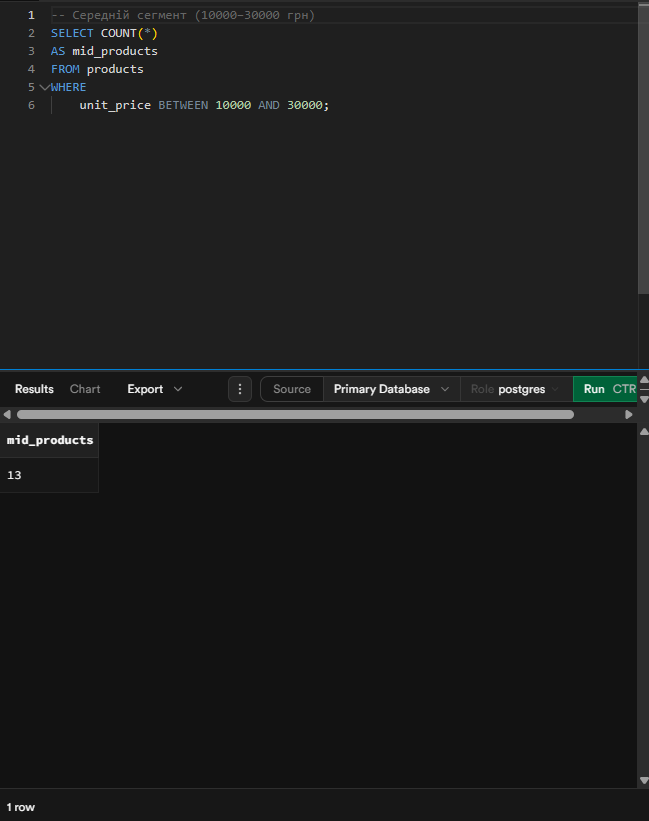 1 -- Середній сегмент (10000-30000 грн)
2 SELECT COUNT(*)
3 AS mid_products
4 FROM products
5 WHERE
6 unit_price BETWEEN 10000 AND 30000;
Results Chart Export Source Primary Database Role postgres Run CTR
mid_products
13
1 row